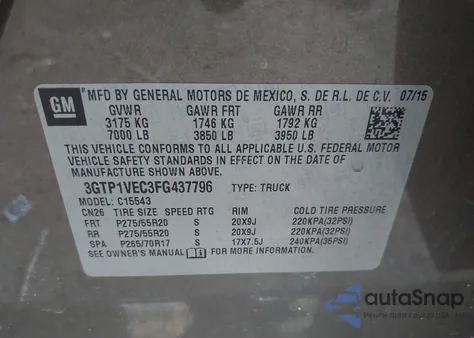 GM
MFD BY GENERAL MOTORS DE MEXICO, S. DE R.L. DE C.V. 07/15
GVWR GAWR FRT GAWR RR
3175 KG 1746 KG 1792 KG
7000 LB 3850 LB 3950 LB
THIS VEHICLE CONFORMS TO ALL APPLICABLE U.S. FEDERAL MOTOR
VEHICLE SAFETY STANDARDS IN EFFECT ON THE DATE OF
MANUFACTURE SHOWN ABOVE.
3GTP1VEC3FG437796 TYPE: TRUCK
MODEL: C15543
CN26 TIRE SIZE SPEED RTG RIM COLD TIRE PRESSURE
FRT P275/55R20 S 20X9J 220KPA(32PSI)
RR P275/55R20 S 20X9J 220KPA(32PSI)
SPA P265/70R17 S 17X7.5J 240KPA(35PSI)
SEE OWNER'S MANUAL FOR MORE INFORMATION
autoSnap